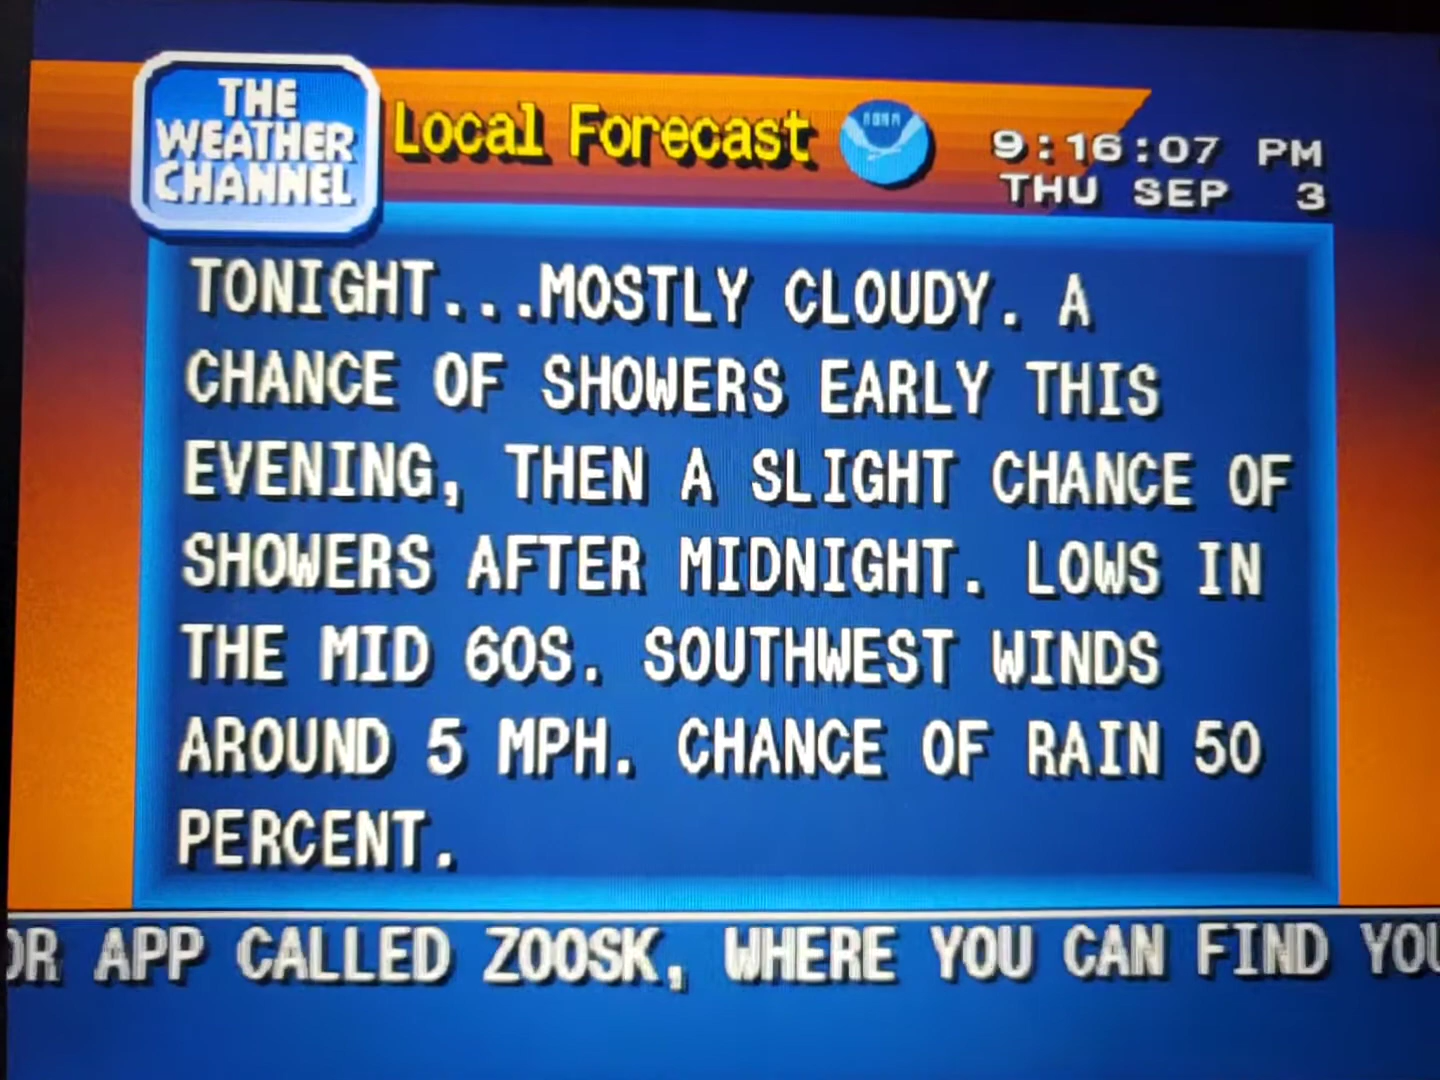 THE
WEATHER
CHANNEL
Local Forecast
NOAA
9:16:07 PM
THU SEP 3
TONIGHT...MOSTLY CLOUDY. A
CHANCE OF SHOWERS EARLY THIS
EVENING, THEN A SLIGHT CHANCE OF
SHOWERS AFTER MIDNIGHT. LOWS IN
THE MID 60S. SOUTHWEST WINDS
AROUND 5 MPH. CHANCE OF RAIN 50
PERCENT.
OR APP CALLED ZOOSK, WHERE YOU CAN FIND YOU